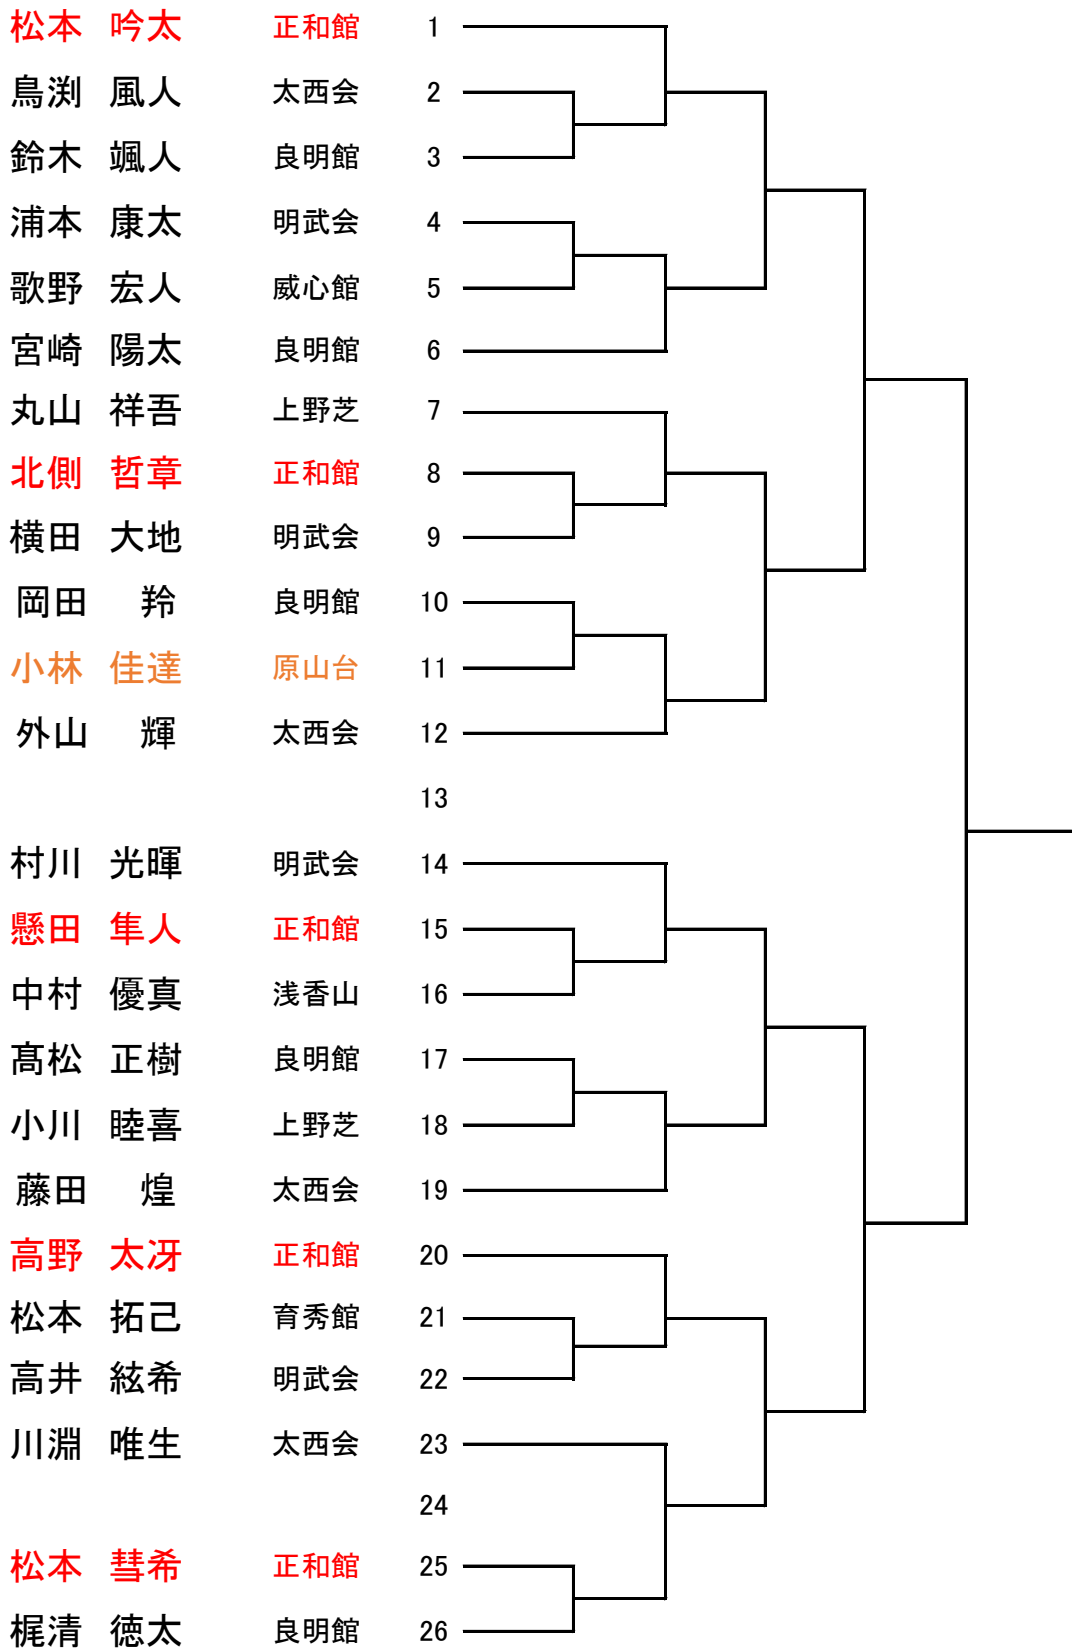 松本 吟太 正和館 1
鳥渕 風人 太西会 2
鈴木 颯人 良明館 3
浦本 康太 明武会 4
歌野 宏人 威心館 5
宮崎 陽太 良明館 6
丸山 祥吾 上野芝 7
北側 哲章 正和館 8
横田 大地 明武会 9
岡田 羚 良明館 10
小林 佳達 原山台 11
外山 輝 太西会 12
13
村川 光暉 明武会 14
懸田 隼人 正和館 15
中村 優真 浅香山 16
髙松 正樹 良明館 17
小川 睦喜 上野芝 18
藤田 煌 太西会 19
高野 太冴 正和館 20
松本 拓己 育秀館 21
高井 絃希 明武会 22
川淵 唯生 太西会 23
24
松本 彗希 正和館 25
梶清 徳太 良明館 26